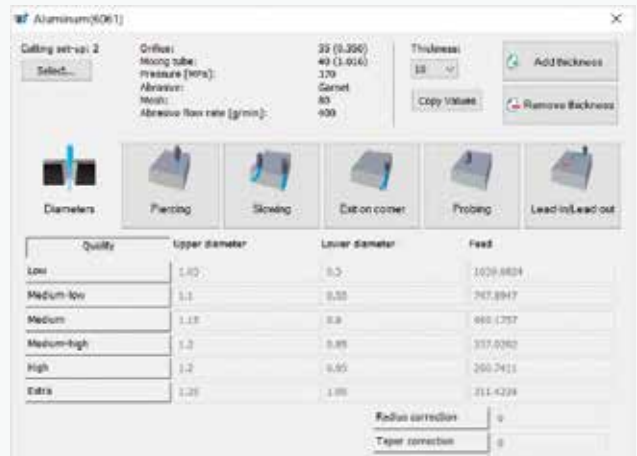 Aluminum(6061)
Cutting set-up: 2
Select...
Orifice: 35 (0.350)
Mixing tube: 40 (1.016)
Pressure [MPa]: 370
Abrasive: Garnet
Mesh: 80
Abrasive flow rate [g/min]: 400
Thickness:
10
Copy Values
Add thickness
Remove thickness
Diameters
Piercing
Slowing
Exit on corner
Probing
Lead-in/Lead out
Quality Upper diameter Lower diameter Feed
Low 1.05 0.5
Medium-low 1.1 0.55
Medium 1.15
Medium-high 1.2
High 1.2
Extra
Radius correction 0
Taper correction 0